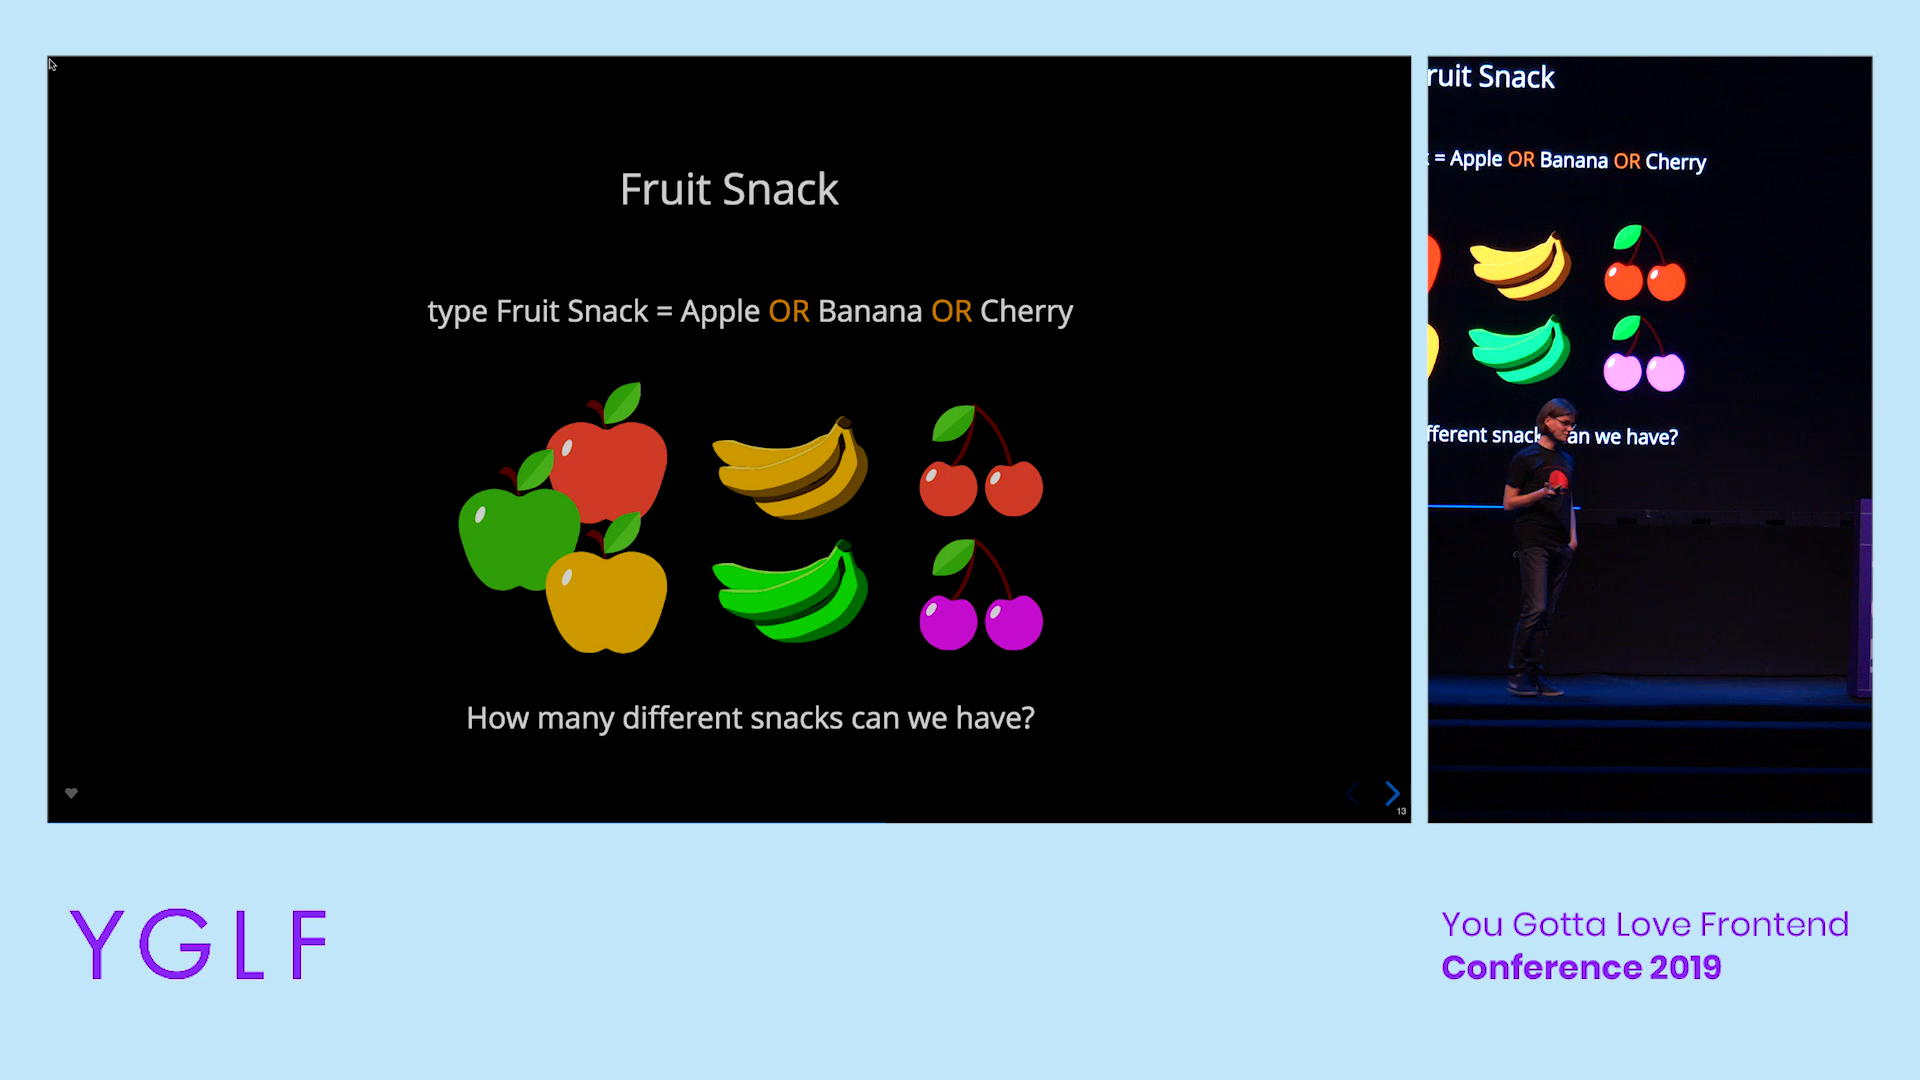 Fruit Snack
type Fruit Snack = Apple OR Banana OR Cherry
How many different snacks can we have?
13
ruit Snack
= Apple OR Banana OR Cherry
fferent snack an we have?
YGLF
You Gotta Love Frontend
Conference 2019